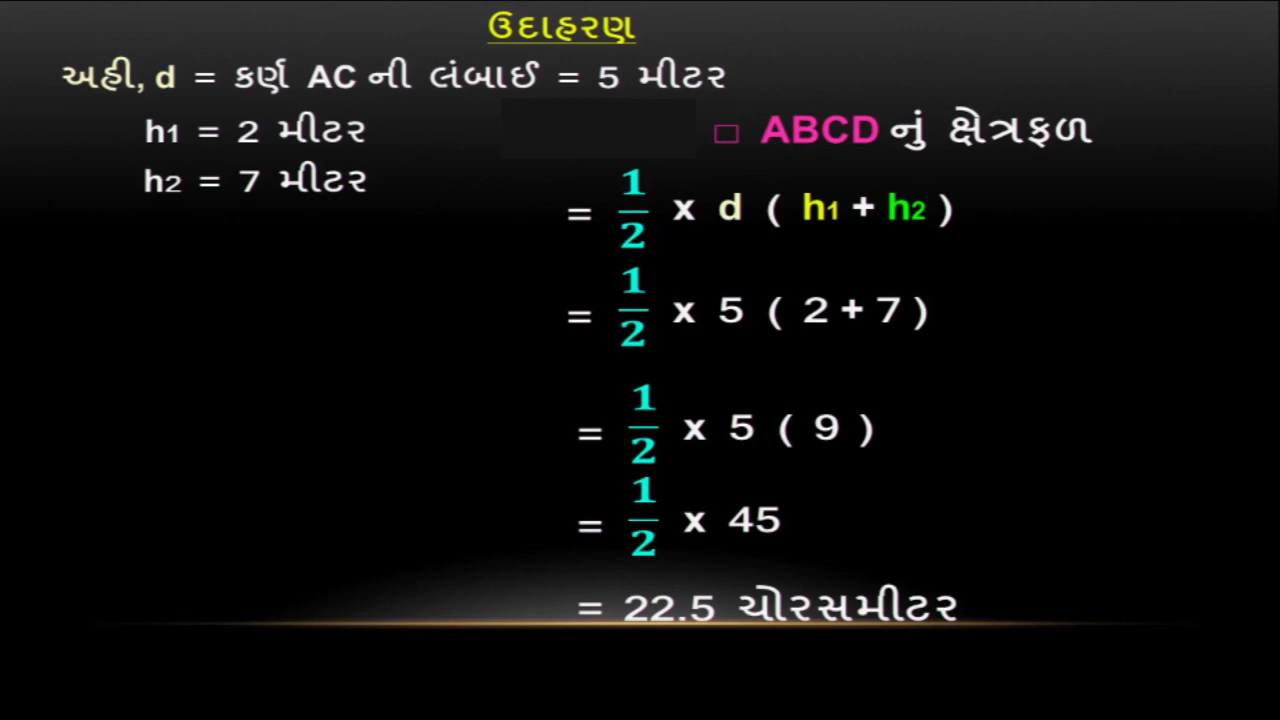 ઉદાહરણ
અહી, d = કર્ણ AC ની લંબાઈ = 5 મીટર
h1 = 2 મીટર
h2 = 7 મીટર
□ ABCD નું ક્ષેત્રફળ
= 1/2 x d ( h1 + h2 )
= 1/2 x 5 ( 2 + 7 )
= 1/2 x 5 ( 9 )
= 1/2 x 45
= 22.5 ચોરસમીટર